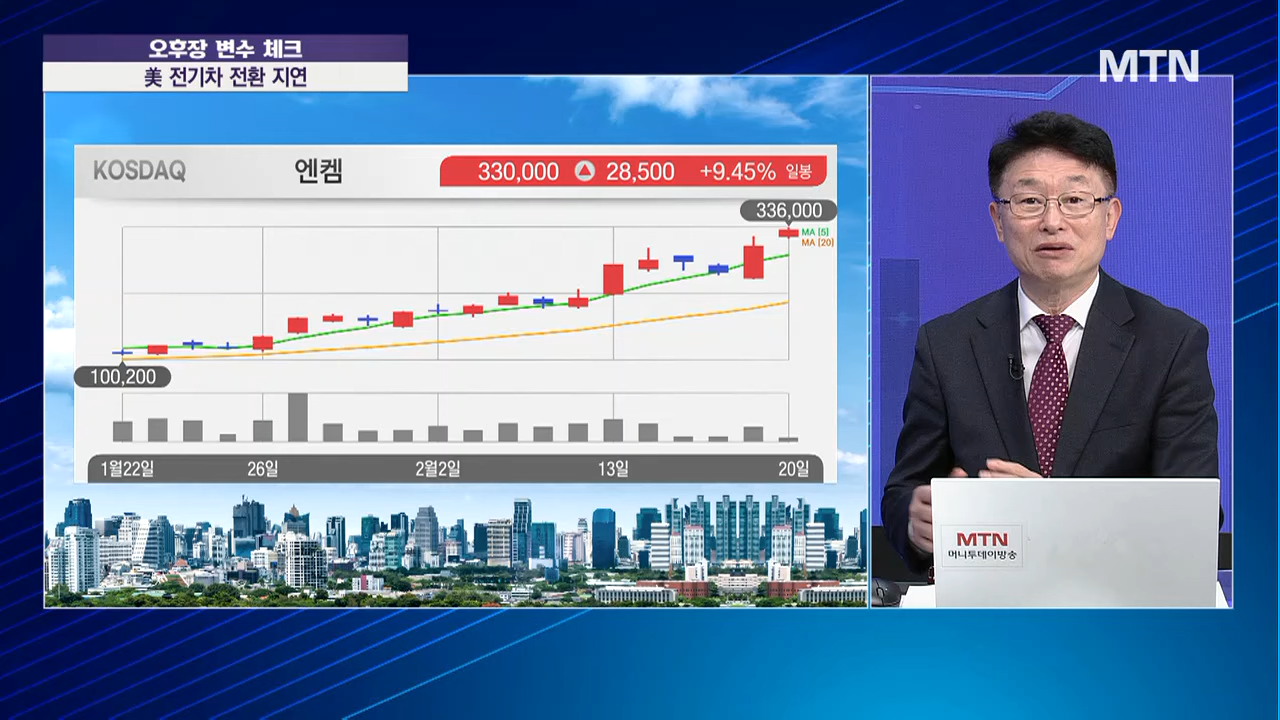 오후장 변수 체크
美 전기차 전환 지연
MTN
KOSDAQ 엔켐 330,000 28,500 +9.45% 일봉
336,000
MA [5]
MA [20]
100,200
1월22일 26일 2월2일 13일 20일
MTN
머니투데이방송